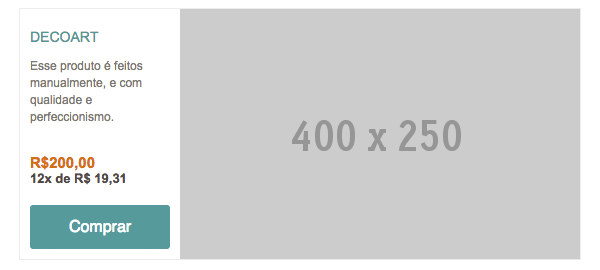 DECOART
Esse produto é feitos
manualmente, e com
qualidade e
perfeccionismo.
R$200,00
12x de R$ 19,31
Comprar
400 x 250